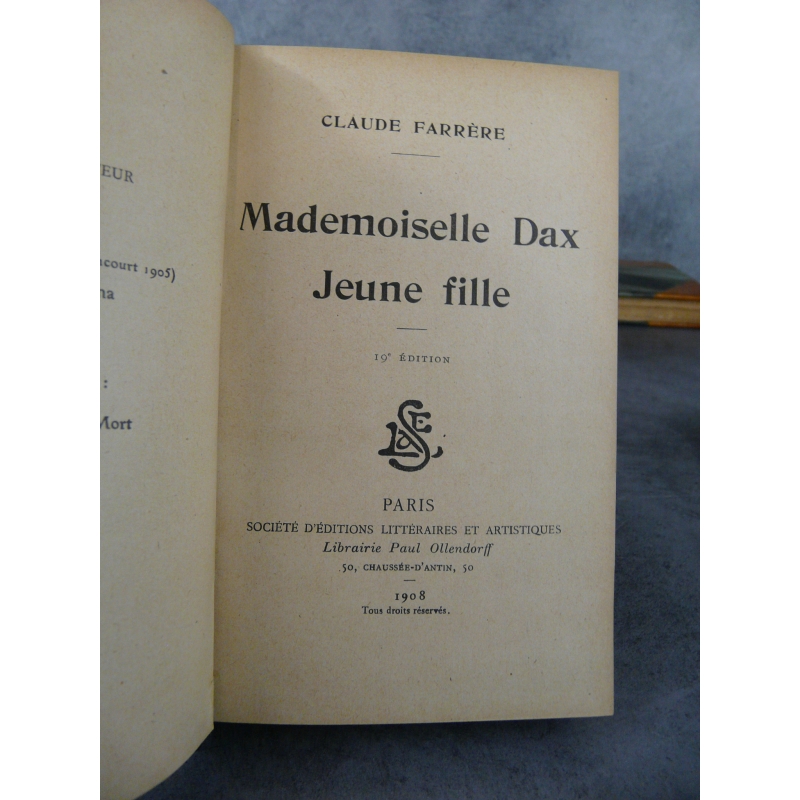 EUR
ncourt 1905)
na
:
Mort
CLAUDE FARRÈRE
Mademoiselle Dax
Jeune fille
19e ÉDITION
PARIS
SOCIÉTÉ D'ÉDITIONS LITTÉRAIRES ET ARTISTIQUES
Librairie Paul Ollendorff
50, CHAUSSÉE-D'ANTIN, 50
1908
Tous droits réservés.